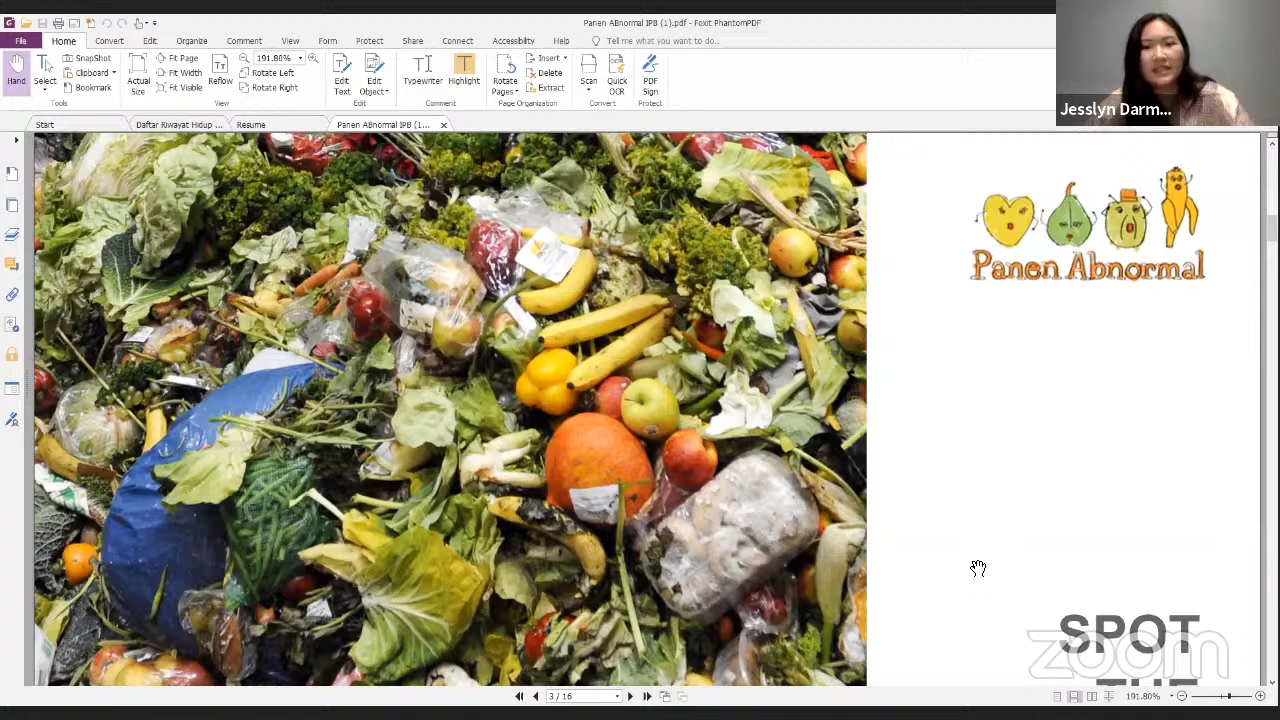 Panen ABnormal IPB (1).pdf - Foxit PhantomPDF
File Home Convert Edit Organize Comment View Form Protect Share Connect Accessibility Help Tell me what you want to do...
Hand
Select
SnapShot
Clipboard
Bookmark
Tools
Actual Size
Fit Page
Fit Width
Fit Visible
Reflow
191.80%
Rotate Left
Rotate Right
View
Edit Text
Edit Object
Edit
Typewriter
Highlight
Comment
Rotate Pages
Insert
Delete
Extract
Page Organization
Scan
Quick OCR
Convert
PDF Sign
Protect
Jesslyn Darm...
Start
Daftar Riwayat Hidup ...
Resume
Panen ABnormal IPB (1...
Panen Abnormal
SPOT
THE
zoom
3 / 16
191.80%